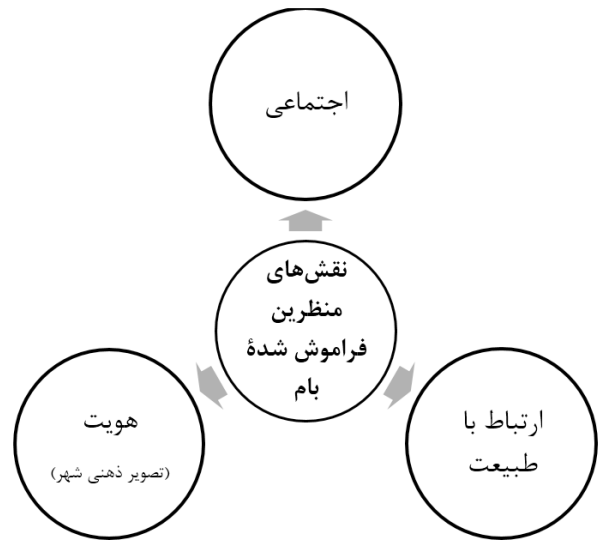 اجتماعی
نقش‌های
منظرین
فراموش شدهٔ
بام
ارتباط با
طبیعت
هویت
(تصویر ذهنی شهر)